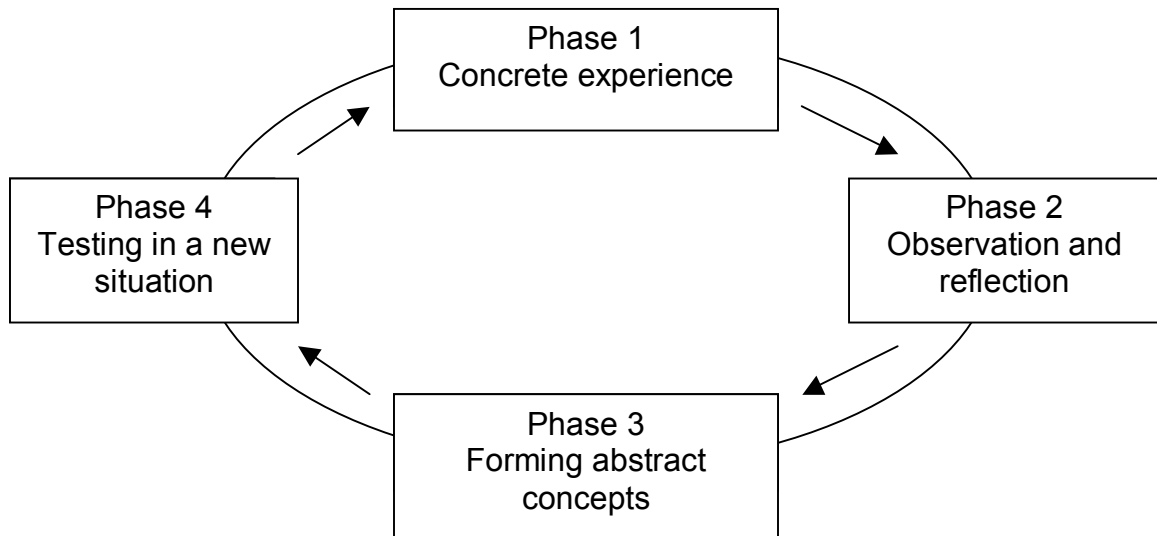 Phase 1
Concrete experience
Phase 2
Observation and
reflection
Phase 3
Forming abstract
concepts
Phase 4
Testing in a new
situation